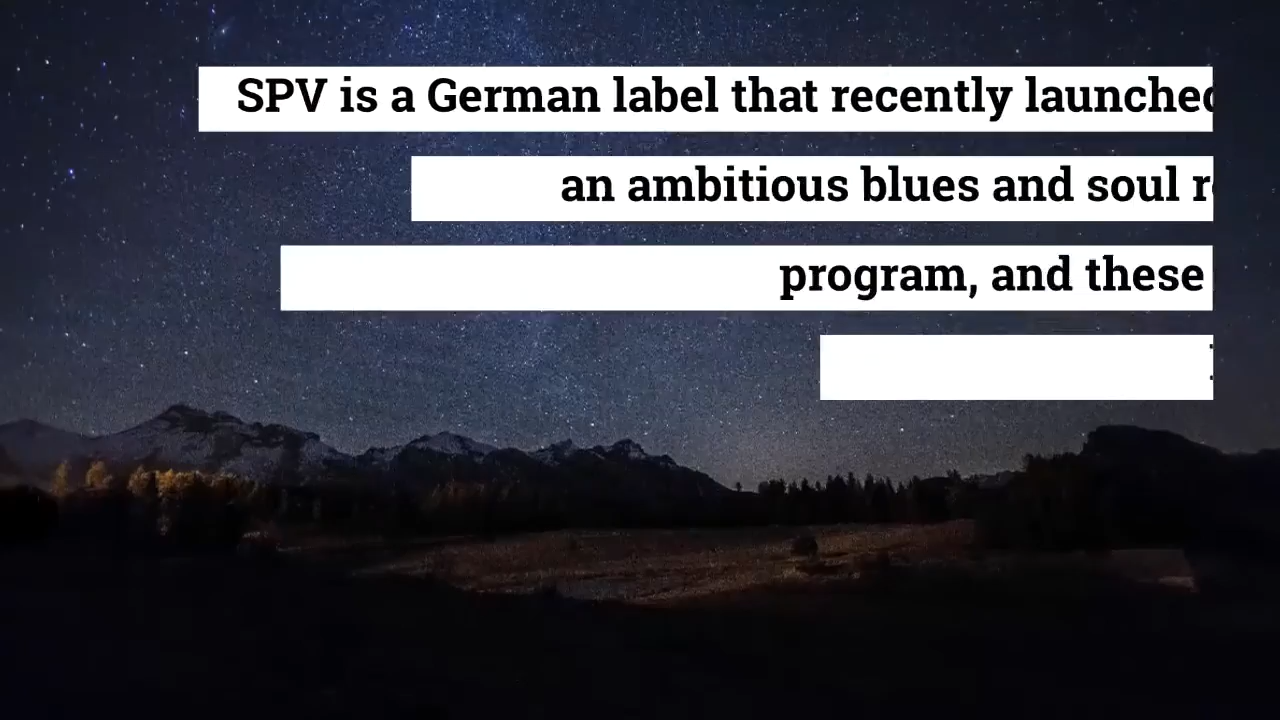 SPV is a German label that recently launched
an ambitious blues and soul
program, and these